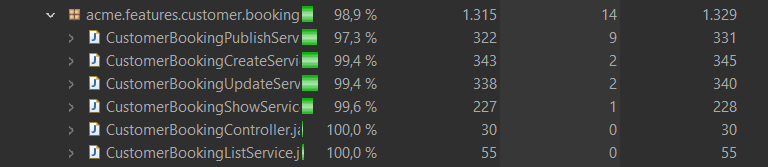 acme.features.customer.booking 98,9 % 1.315 14 1.329
CustomerBookingPublishServ 97,3 % 322 9 331
CustomerBookingCreateServi 99,4 % 343 2 345
CustomerBookingUpdateServ 99,4 % 338 2 340
CustomerBookingShowServic 99,6 % 227 1 228
CustomerBookingController.ja 100,0 % 30 0 30
CustomerBookingListService.j 100,0 % 55 0 55